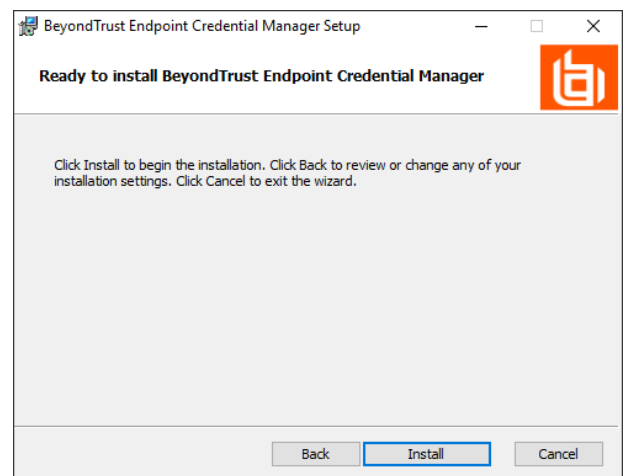 BeyondTrust Endpoint Credential Manager Setup
Ready to install BeyondTrust Endpoint Credential Manager
Click Install to begin the installation. Click Back to review or change any of your
installation settings. Click Cancel to exit the wizard.
Back Install Cancel